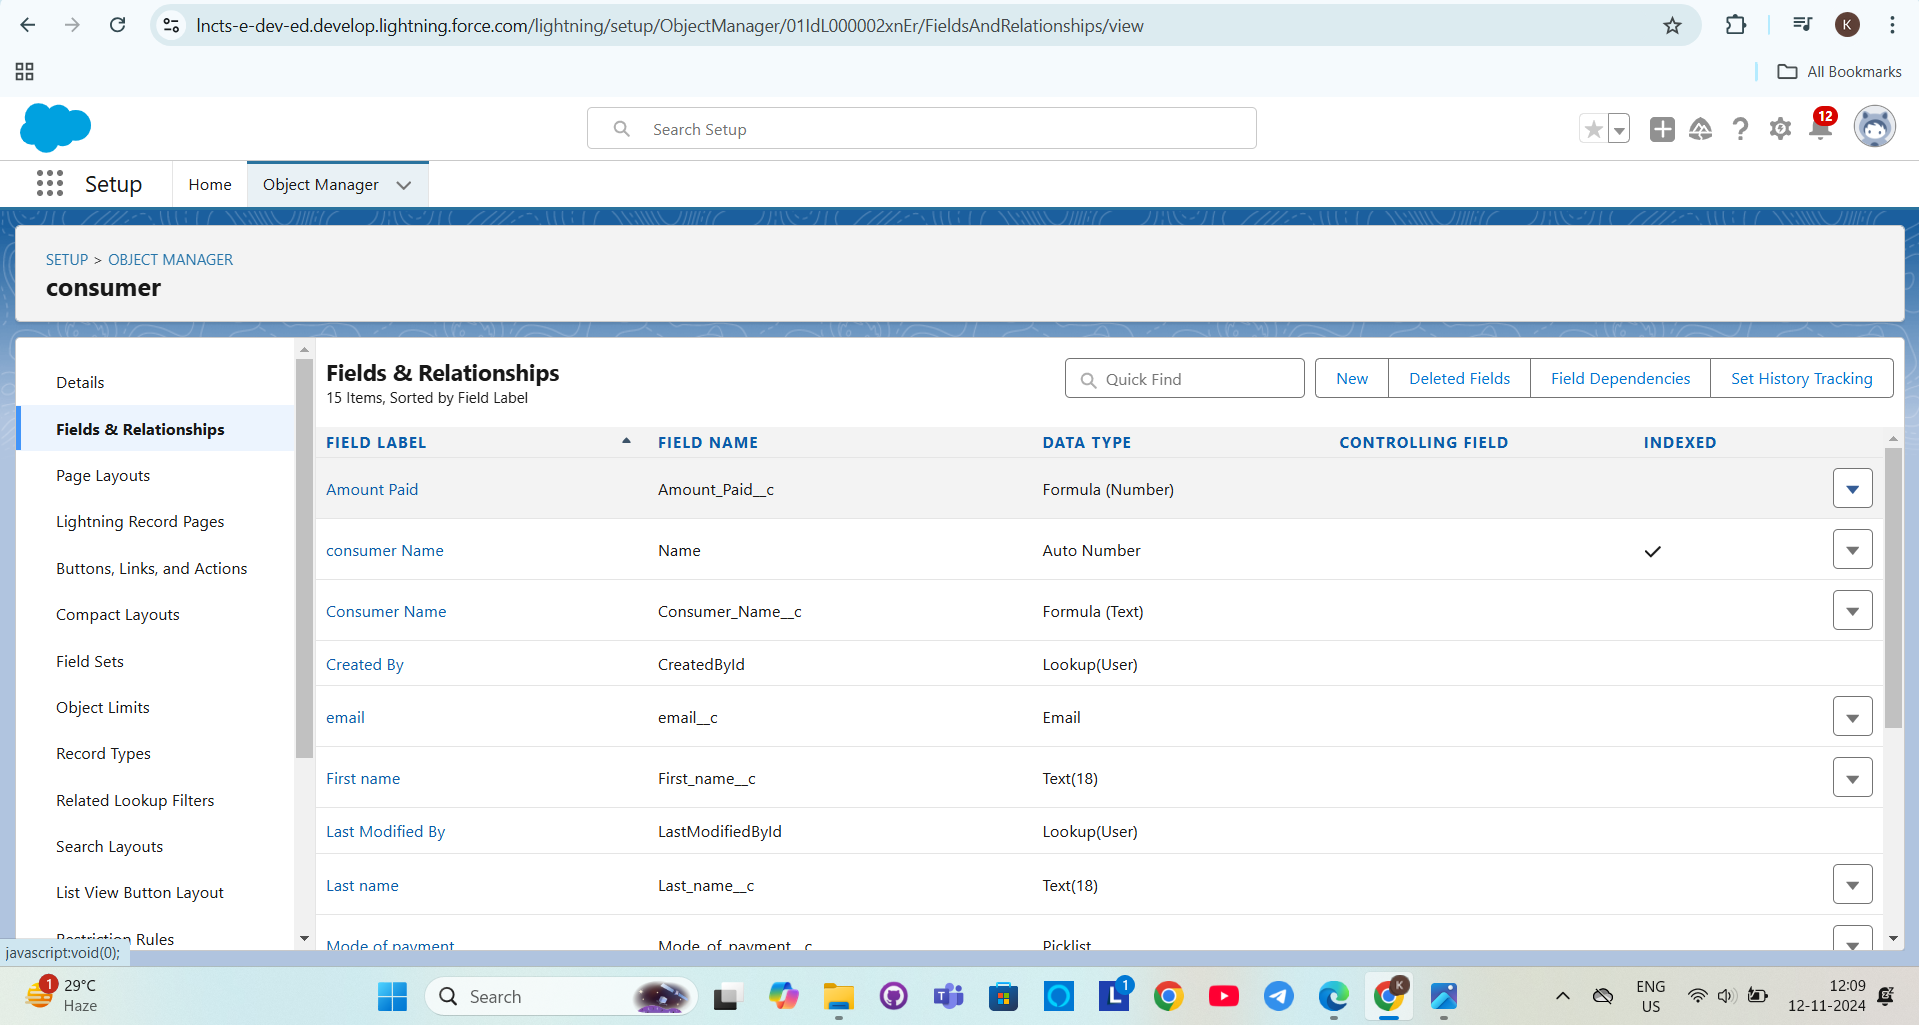 lncts-e-dev-ed.develop.lightning.force.com/lightning/setup/ObjectManager/01IdL000002xnEr/FieldsAndRelationships/view
K
All Bookmarks
Search Setup
12
Setup
Home
Object Manager
SETUP > OBJECT MANAGER
consumer
Details
Fields & Relationships
Page Layouts
Lightning Record Pages
Buttons, Links, and Actions
Compact Layouts
Field Sets
Object Limits
Record Types
Related Lookup Filters
Search Layouts
List View Button Layout
Restriction Rules
javascript:void(0);
Fields & Relationships
15 Items, Sorted by Field Label
Quick Find
New
Deleted Fields
Field Dependencies
Set History Tracking
FIELD LABEL FIELD NAME DATA TYPE CONTROLLING FIELD INDEXED
Amount Paid Amount_Paid__c Formula (Number)
consumer Name Name Auto Number
Consumer Name Consumer_Name__c Formula (Text)
Created By CreatedById Lookup(User)
email email__c Email
First name First_name__c Text(18)
Last Modified By LastModifiedById Lookup(User)
Last name Last_name__c Text(18)
Mode of payment Mode_of_payment__c Picklist
1
29°C
Haze
Search
T
L
1
K
ENG
US
12:09
12-11-2024